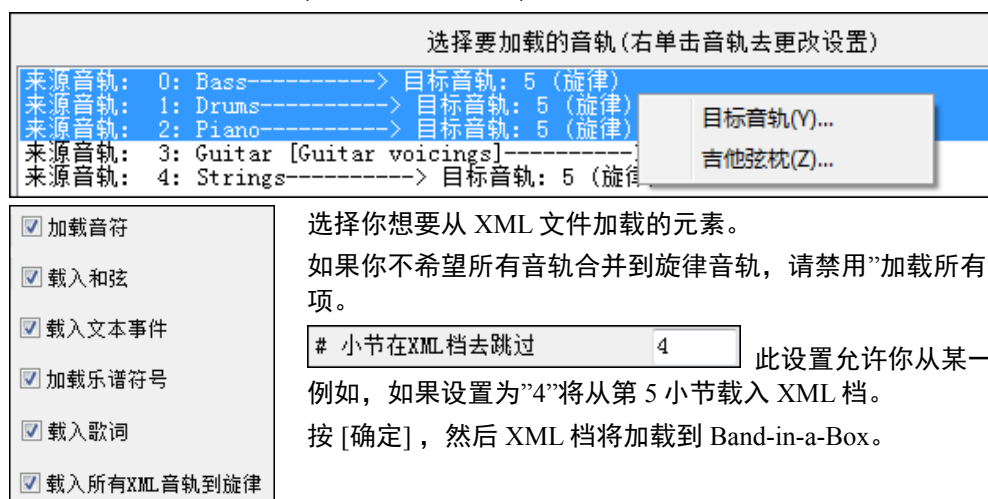 选择要加载的音轨(右单击音轨去更改设置)
来源音轨: 0: Bass----------> 目标音轨: 5 (旋律)
来源音轨: 1: Drums----------> 目标音轨: 5 (旋律)
来源音轨: 2: Piano----------> 目标音轨: 5 (旋律)
来源音轨: 3: Guitar [Guitar voicings]----------
来源音轨: 4: Strings----------> 目标音轨: 5 (旋律
目标音轨(Y)...
吉他弦枕(Z)...
加载音符
载入和弦
载入文本事件
加载乐谱符号
载入歌词
载入所有XML音轨到旋律
选择你想要从 XML 文件加载的元素。
如果你不希望所有音轨合并到旋律音轨，请禁用”加载所有
项。
# 小节在XML档去跳过 4
此设置允许你从某一
例如，如果设置为”4”将从第 5 小节载入 XML 档。
按 [确定] ，然后 XML 档将加载到 Band-in-a-Box。